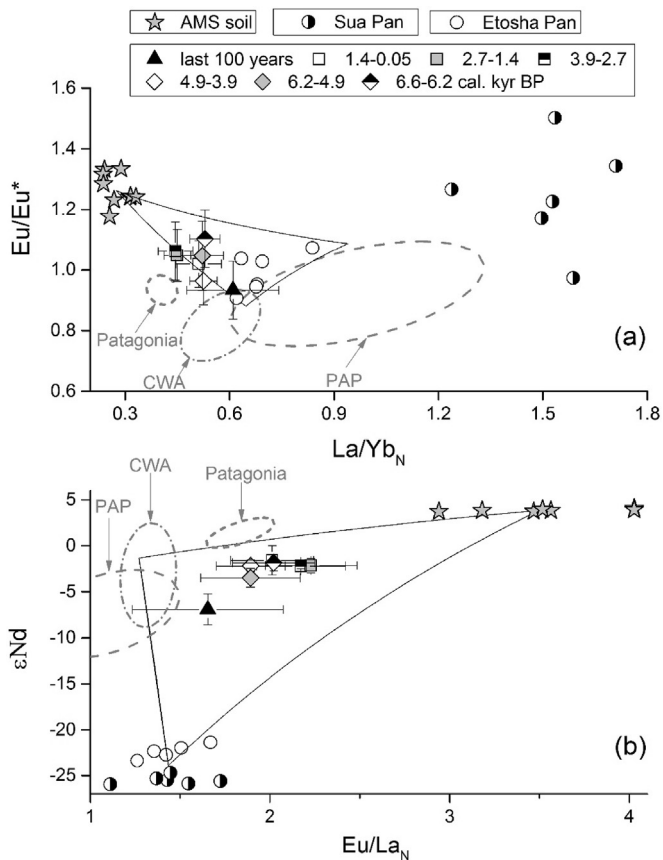 AMS soil Sua Pan Etosha Pan
last 100 years 1.4-0.05 2.7-1.4 3.9-2.7
4.9-3.9 6.2-4.9 6.6-6.2 cal. kyr BP
1.6
1.4
1.2
1.0
0.8
0.6
Eu/Eu*
Patagonia
CWA
PAP
(a)
0.3 0.6 0.9 1.2 1.5 1.8
La/YbN
CWA
Patagonia
PAP
5
0
-5
-10
-15
-20
-25
εNd
(b)
1 2 3 4
Eu/LaN